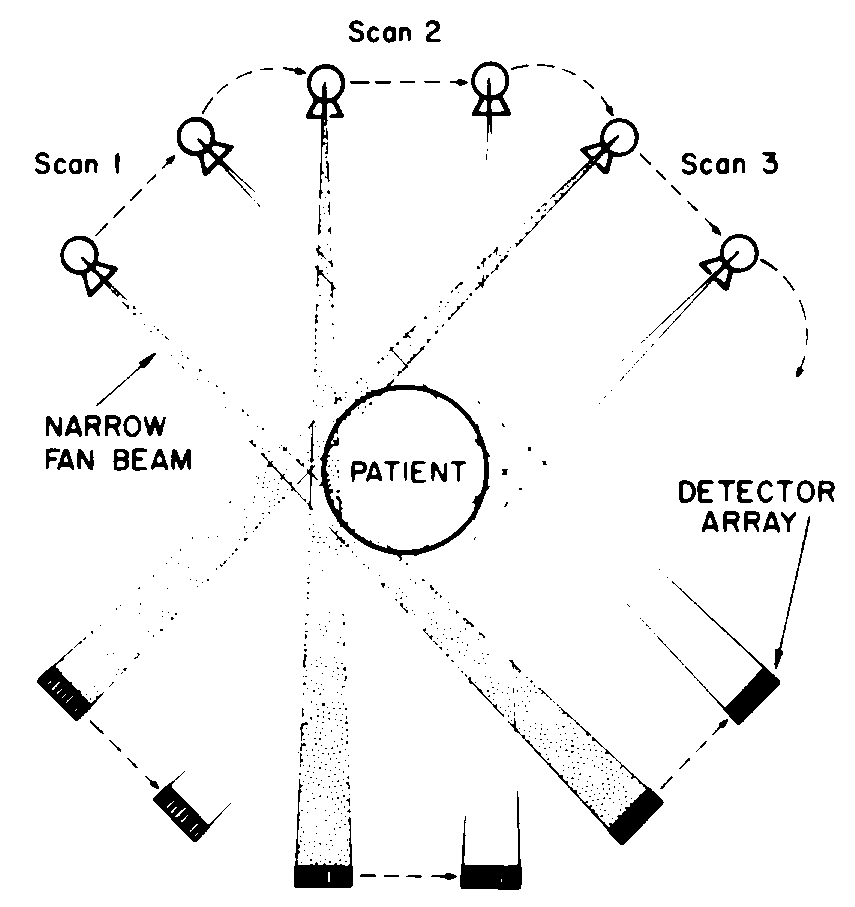 Scan 2
Scan 1
Scan 3
NARROW
FAN BEAM
PATIENT
DETECTOR
ARRAY